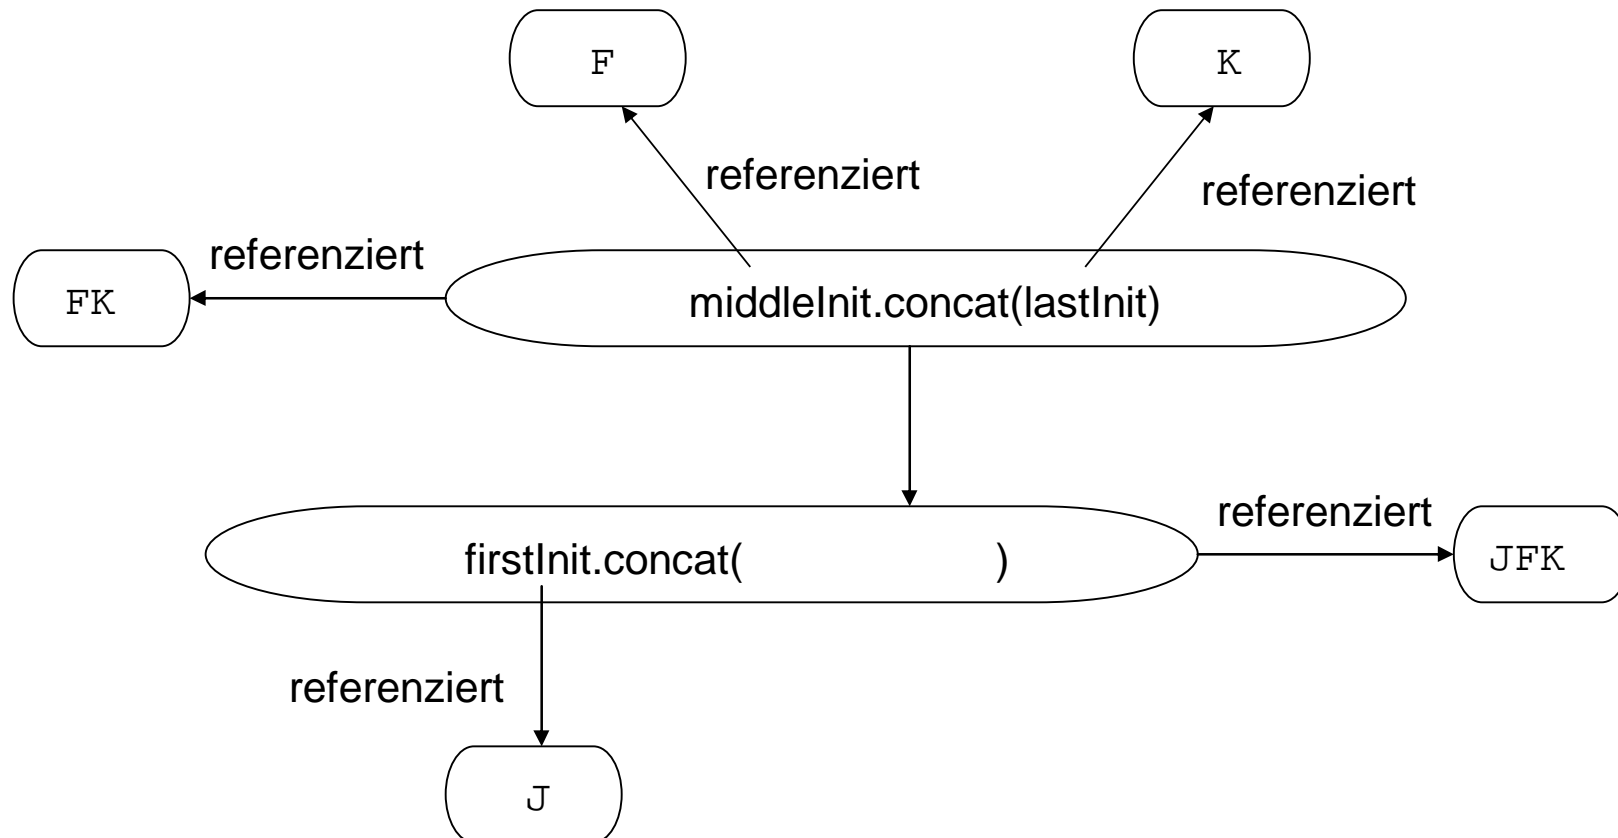 F
K
referenziert
referenziert
referenziert
FK
middleInit.concat(lastInit)
referenziert
firstInit.concat( )
JFK
referenziert
J